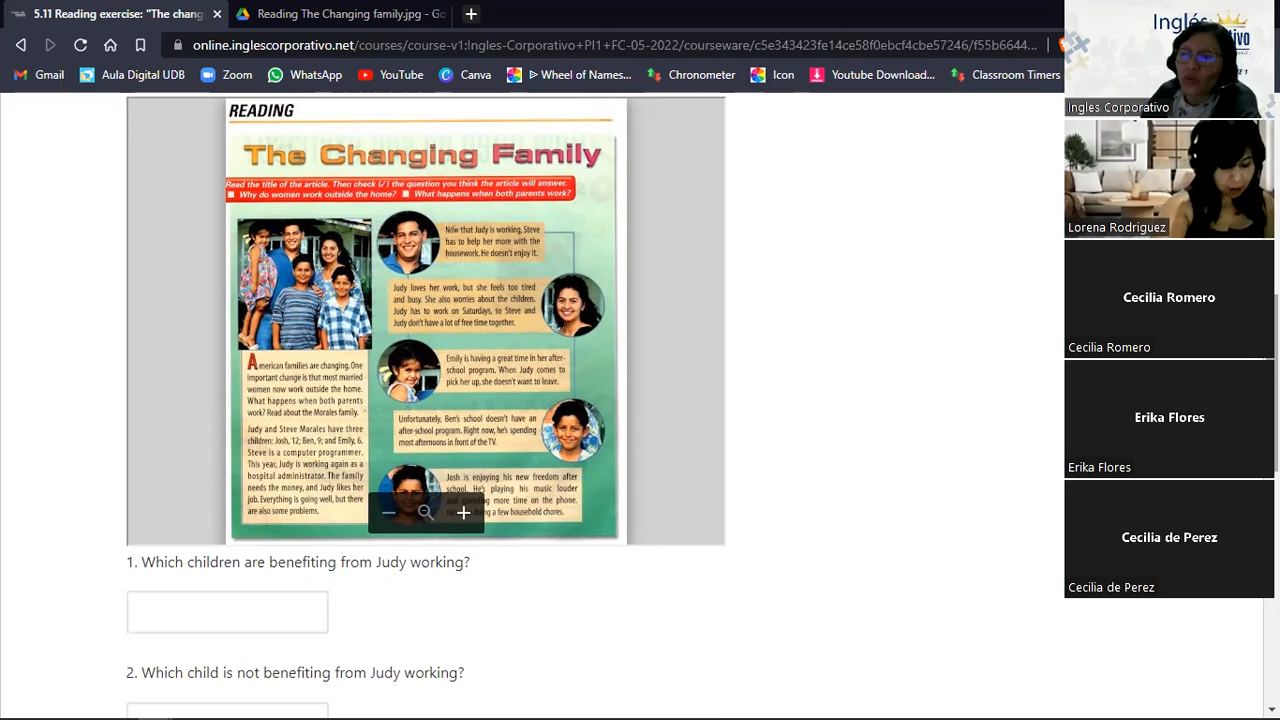 5.11 Reading exercise: "The chang
Reading The Changing family.jpg - Go
online.inglescorporativo.net/courses/course-v1:Ingles-Corporativo+PI1+FC-05-2022/courseware/c5e343423fe14ce58f0ebcf4cbe57246/f55b6644...
Gmail
Aula Digital UDB
Zoom
WhatsApp
YouTube
Canva
Wheel of Names...
Chronometer
Icon
Youtube Download...
Classroom Timers
READING
The Changing Family
Read the title of the article. Then check (✓) the question you think the article will answer.
Why do women work outside the home? What happens when both parents work?
American families are changing. One
important change is that most married
women now work outside the home.
What happens when both parents
work? Read about the Morales family.
Judy and Steve Morales have three
children: Josh, 12; Ben, 9; and Emily, 6.
Steve is a computer programmer.
This year, Judy is working again as a
hospital administrator. The family
needs the money, and Judy likes her
job. Everything is going well, but there
are also some problems.
Now that Judy is working, Steve
has to help her more with the
housework. He doesn't enjoy it.
Judy loves her work, but she feels too tired
and busy. She also worries about the children.
Judy has to work on Saturdays, so Steve and
Judy don't have a lot of free time together.
Emily is having a great time in her after-
school program. When Judy comes to
pick her up, she doesn't want to leave.
Unfortunately, Ben's school doesn't have an
after-school program. Right now, he's spending
most afternoons in front of the TV.
Josh is enjoying his new freedom after
school. He's playing his music louder
and spending more time on the phone.
doing a few household chores.
1. Which children are benefiting from Judy working?
2. Which child is not benefiting from Judy working?
Inglés
Ingles Corporativo
Lorena Rodriguez
Cecilia Romero
Cecilia Romero
Erika Flores
Erika Flores
Cecilia de Perez
Cecilia de Perez